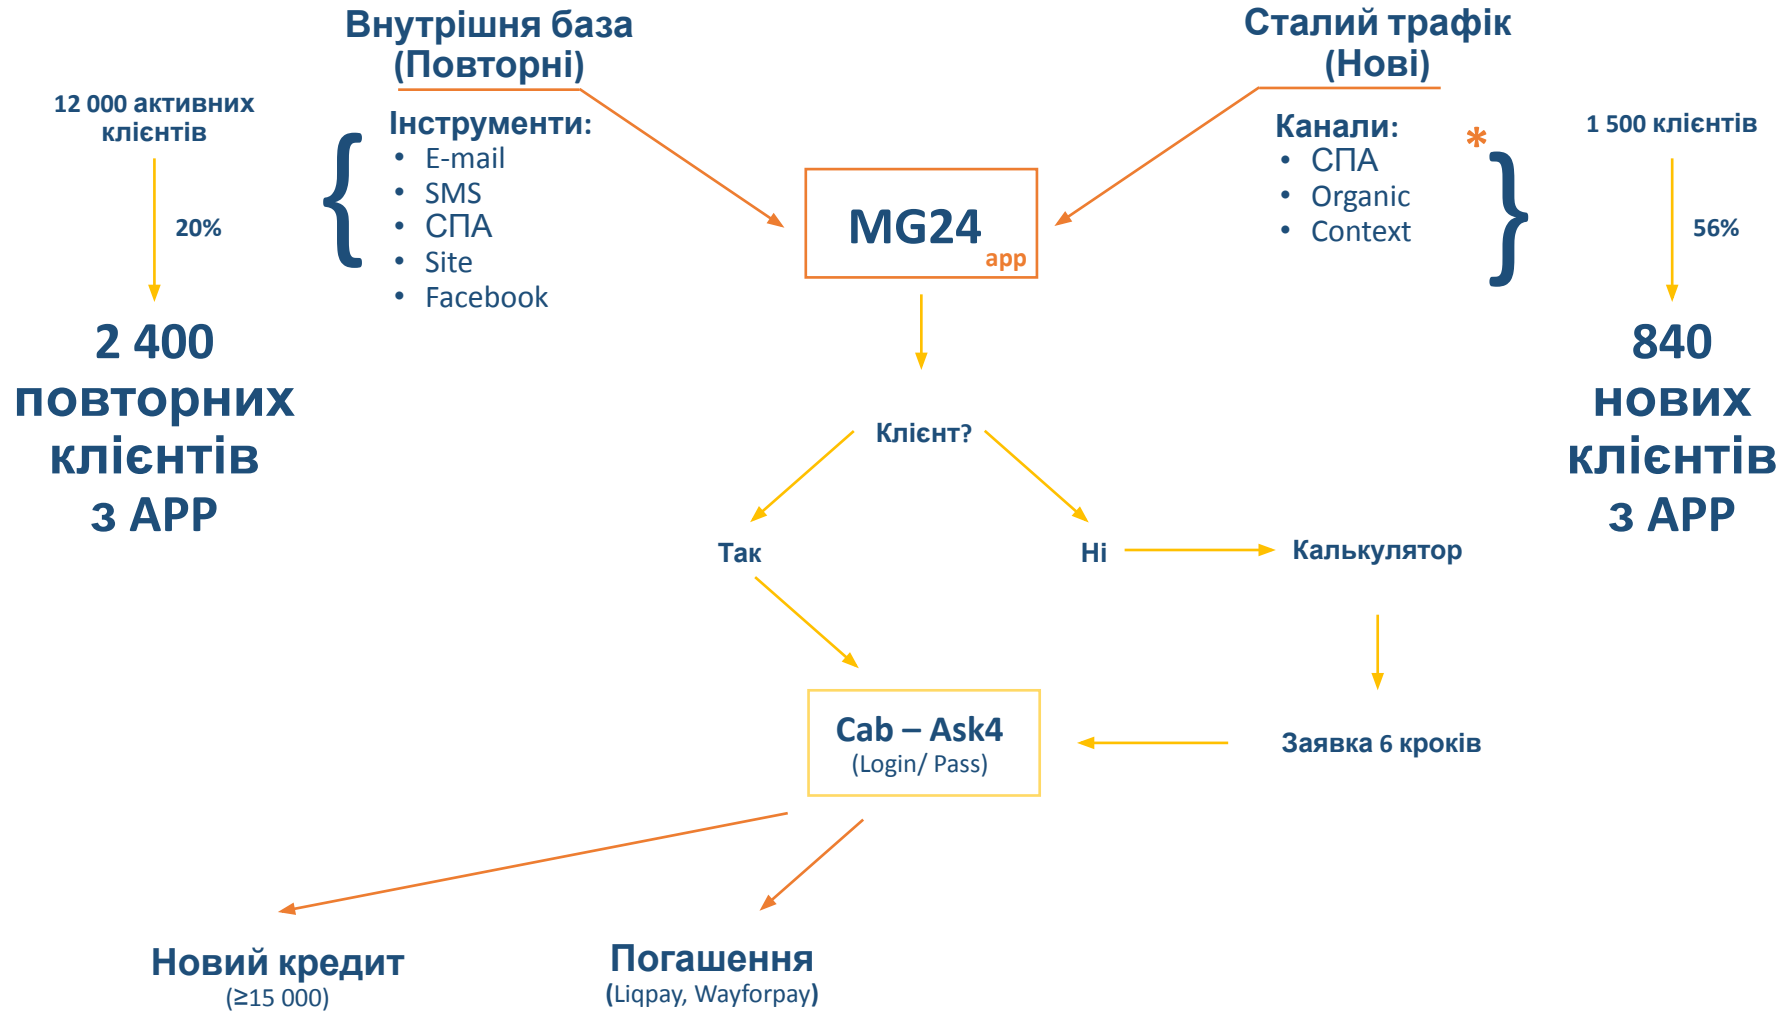 Внутрішня база
(Повторні)
Сталий трафік
(Нові)
12 000 активних
клієнтів
20%
2 400
повторних
клієнтів
з APP
{
Інструменти:
• E-mail
• SMS
• СПА
• Site
• Facebook
MG24
app
Канали:
• СПА
• Organic
• Context
*
}
1 500 клієнтів
56%
840
нових
клієнтів
з APP
Клієнт?
Так
Ні
Калькулятор
Cab – Ask4
(Login/ Pass)
Заявка 6 кроків
Новий кредит
(≥15 000)
Погашення
(Liqpay, Wayforpay)